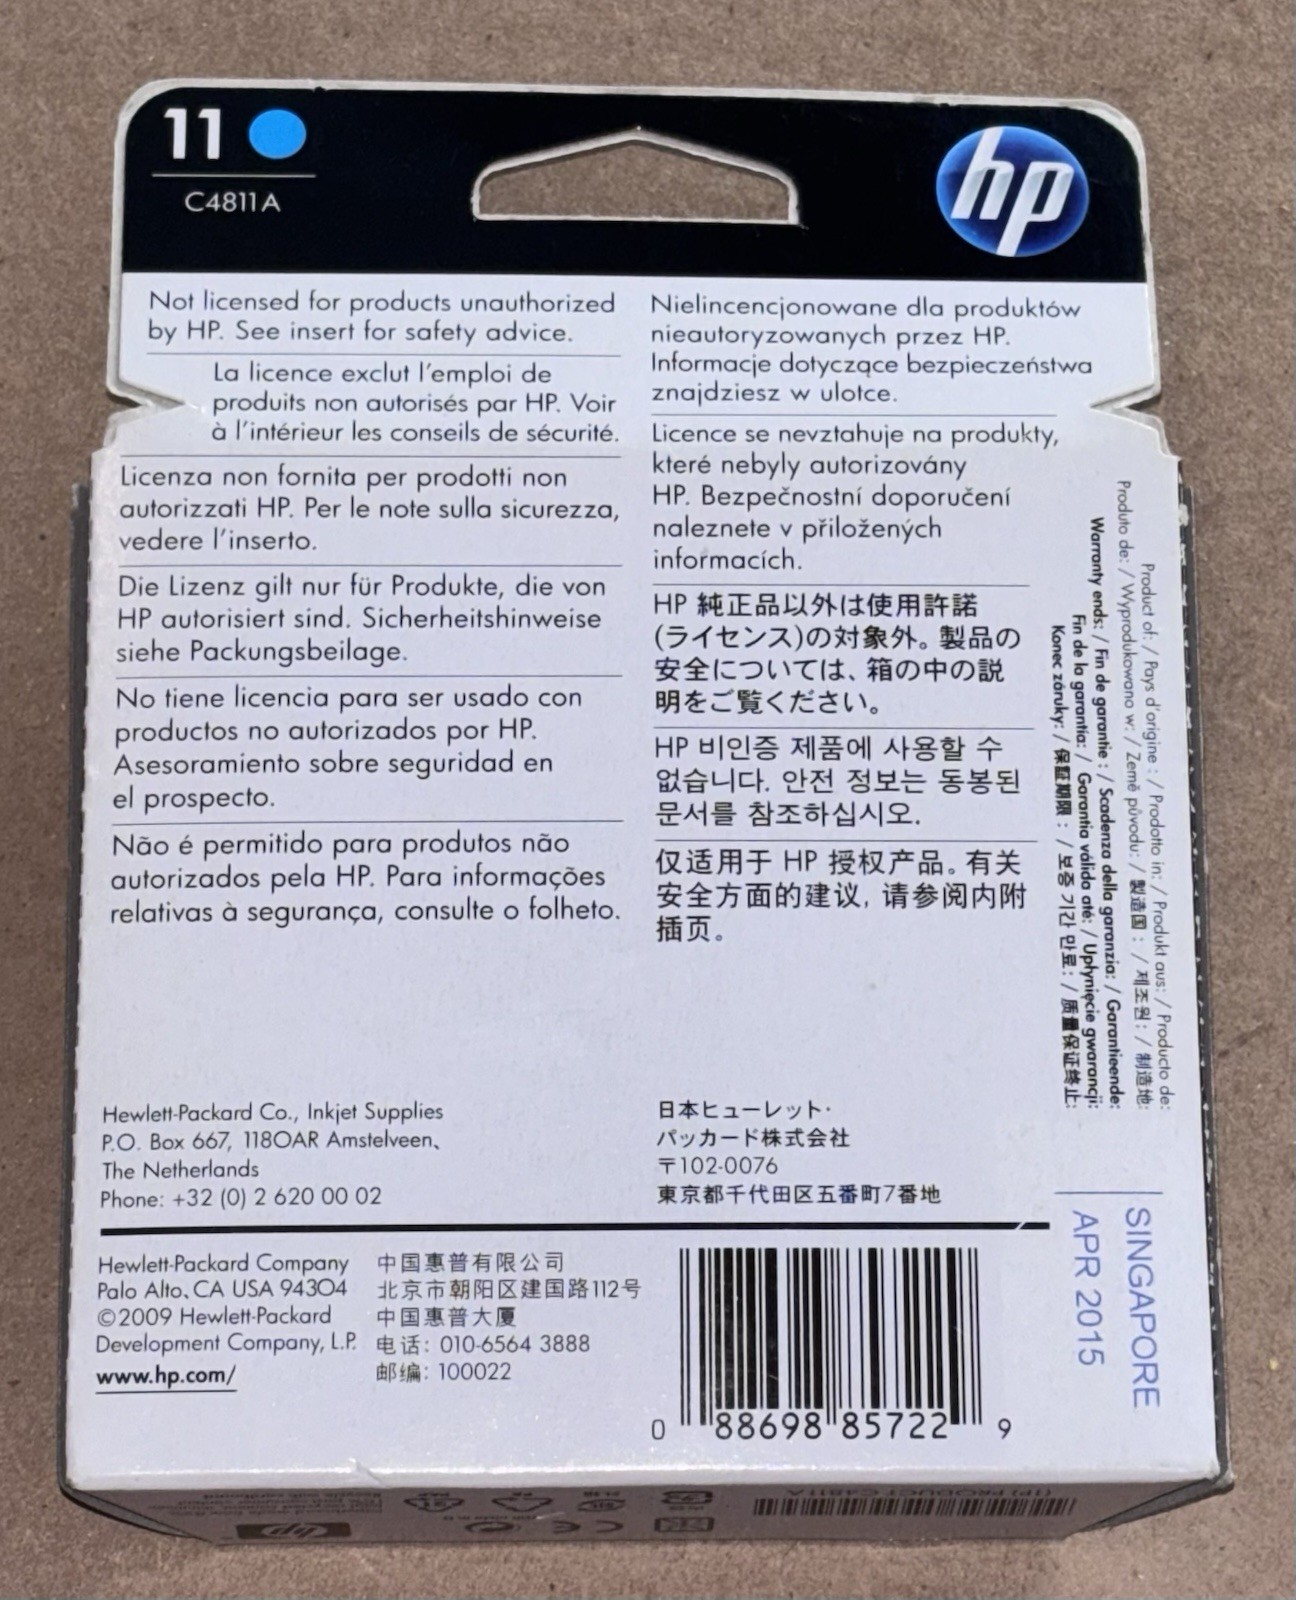 11
C4811A
hp
Not licensed for products unauthorized
by HP. See insert for safety advice.
La licence exclut l'emploi de
produits non autorisés par HP. Voir
à l'intérieur les conseils de sécurité.
Licenza non fornita per prodotti non
autorizzati HP. Per le note sulla sicurezza,
vedere l'inserto.
Die Lizenz gilt nur für Produkte, die von
HP autorisiert sind. Sicherheitshinweise
siehe Packungsbeilage.
No tiene licencia para ser usado con
productos no autorizados por HP.
Asesoramiento sobre seguridad en
el prospecto.
Não é permitido para produtos não
autorizados pela HP. Para informações
relativas à segurança, consulte o folheto.
Nielincencjonowane dla produktów
nieautoryzowanych przez HP.
Informacje dotyczące bezpieczeństwa
znajdziesz w ulotce.
Licence se nevztahuje na produkty,
které nebyly autorizovány
HP. Bezpečnostní doporučení
naleznete v přiložených
informacích.
HP 純正品以外は使用許諾
(ライセンス)の対象外。製品の
安全については、箱の中の説
明をご覧ください。
HP 비인증 제품에 사용할 수
없습니다. 안전 정보는 동봉된
문서를 참조하십시오.
仅适用于 HP 授权产品。有关
安全方面的建议, 请参阅内附
插页。
Product of: / Pays d'origine : / Prodotto in: / Produkt aus: / Producto de:
Produto de: / Wyprodukowano w: / Země původu: / 製造国 : / 제조원: / 制造地:
Warranty ends: / Fin de garantie : / Scadenza della garanzia: / Garantieende:
Fin de la garantia: / Garantia válida até: / Upłynięcie gwarancji:
Konec záruky: / 保証期限 : / 보증 기간 만료: / 质量保证终止:
SINGAPORE
APR 2015
Hewlett-Packard Co., Inkjet Supplies
P.O. Box 667, 1180AR Amstelveen,
The Netherlands
Phone: +32 (0) 2 620 00 02
日本ヒューレット·
パッカード株式会社
〒102-0076
東京都千代田区五番町7番地
Hewlett-Packard Company
Palo Alto, CA USA 94304
©2009 Hewlett-Packard
Development Company, L.P.
www.hp.com/
中国惠普有限公司
北京市朝阳区建国路112号
中国惠普大厦
电话: 010-6564 3888
邮编: 100022
0 88698 85722 9
(1P) PRODUCT C4811A
hp